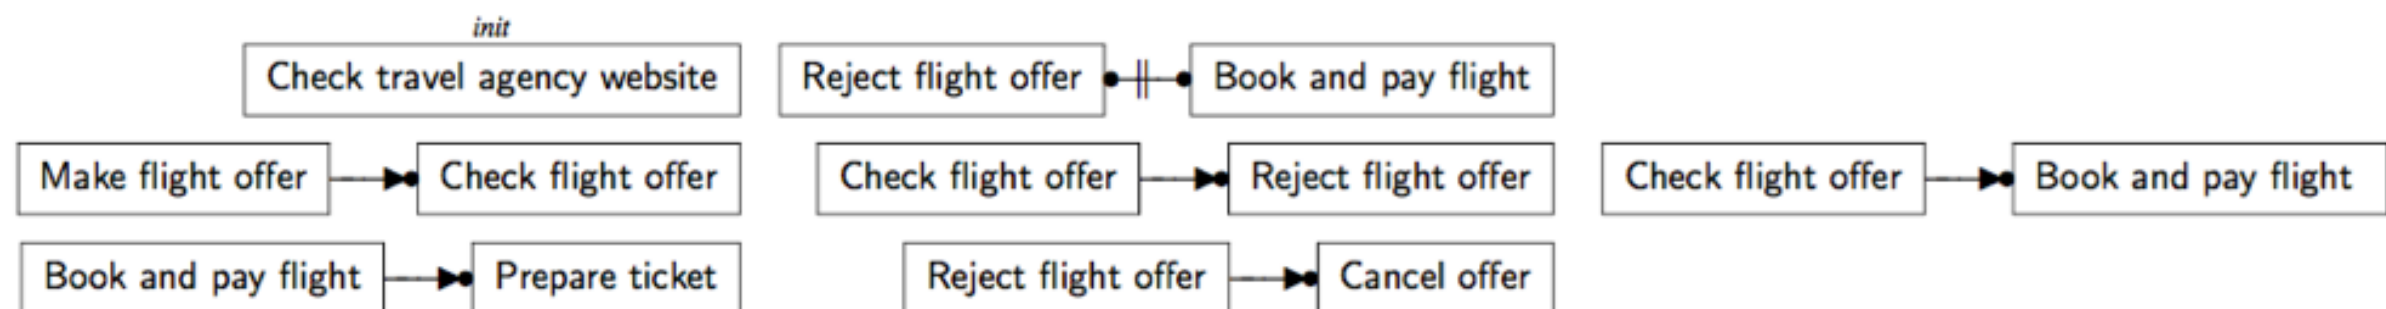 init
Check travel agency website Reject flight offer Book and pay flight
Make flight offer Check flight offer Check flight offer Reject flight offer Check flight offer Book and pay flight
Book and pay flight Prepare ticket Reject flight offer Cancel offer